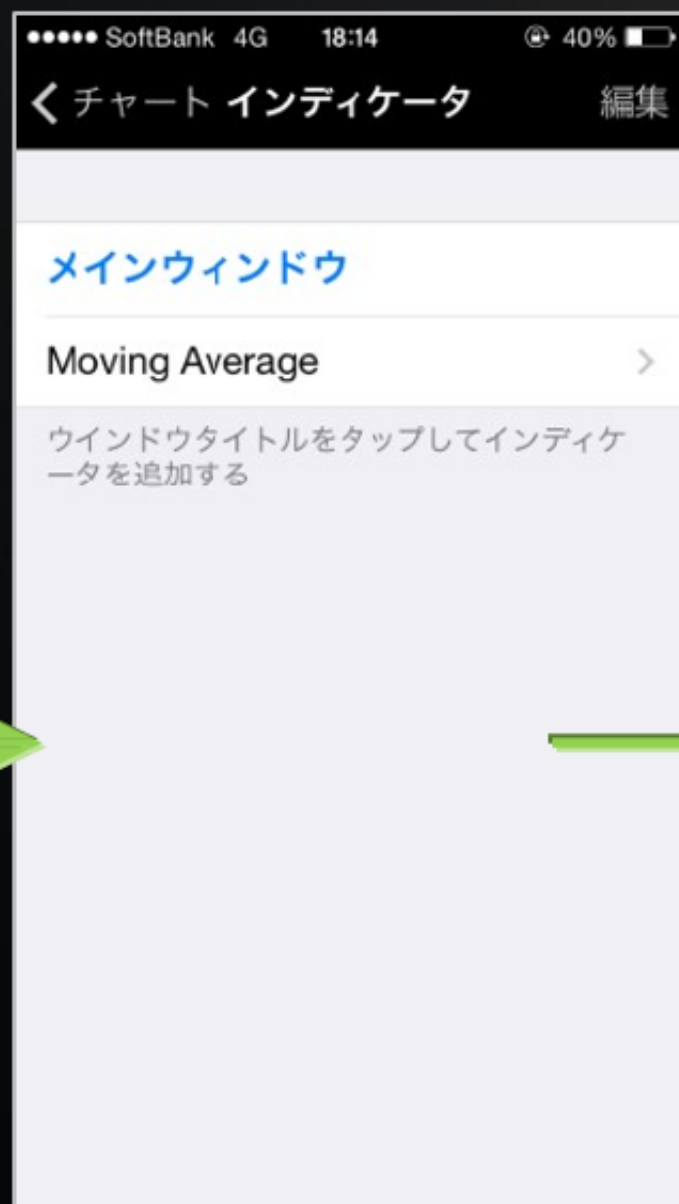 SoftBank 4G 18:14 40%
チャート インディケータ 編集
メインウィンドウ
Moving Average
ウインドウタイトルをタップしてインディケ
ータを追加する